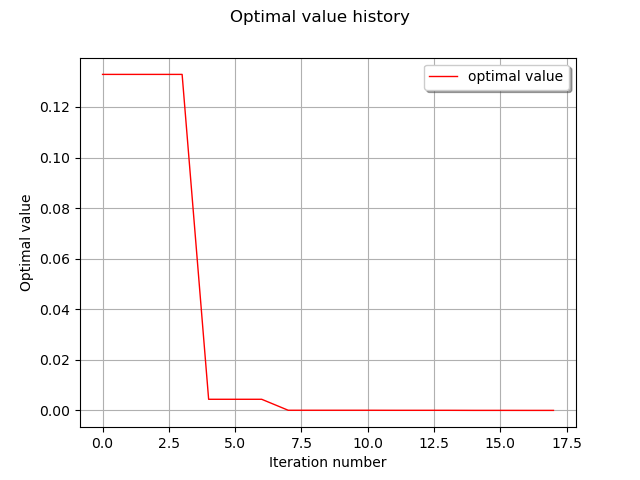 Optimal value history
optimal value
0.12
0.10
0.08
0.06
0.04
0.02
0.00
Optimal value
0.0 2.5 5.0 7.5 10.0 12.5 15.0 17.5
Iteration number